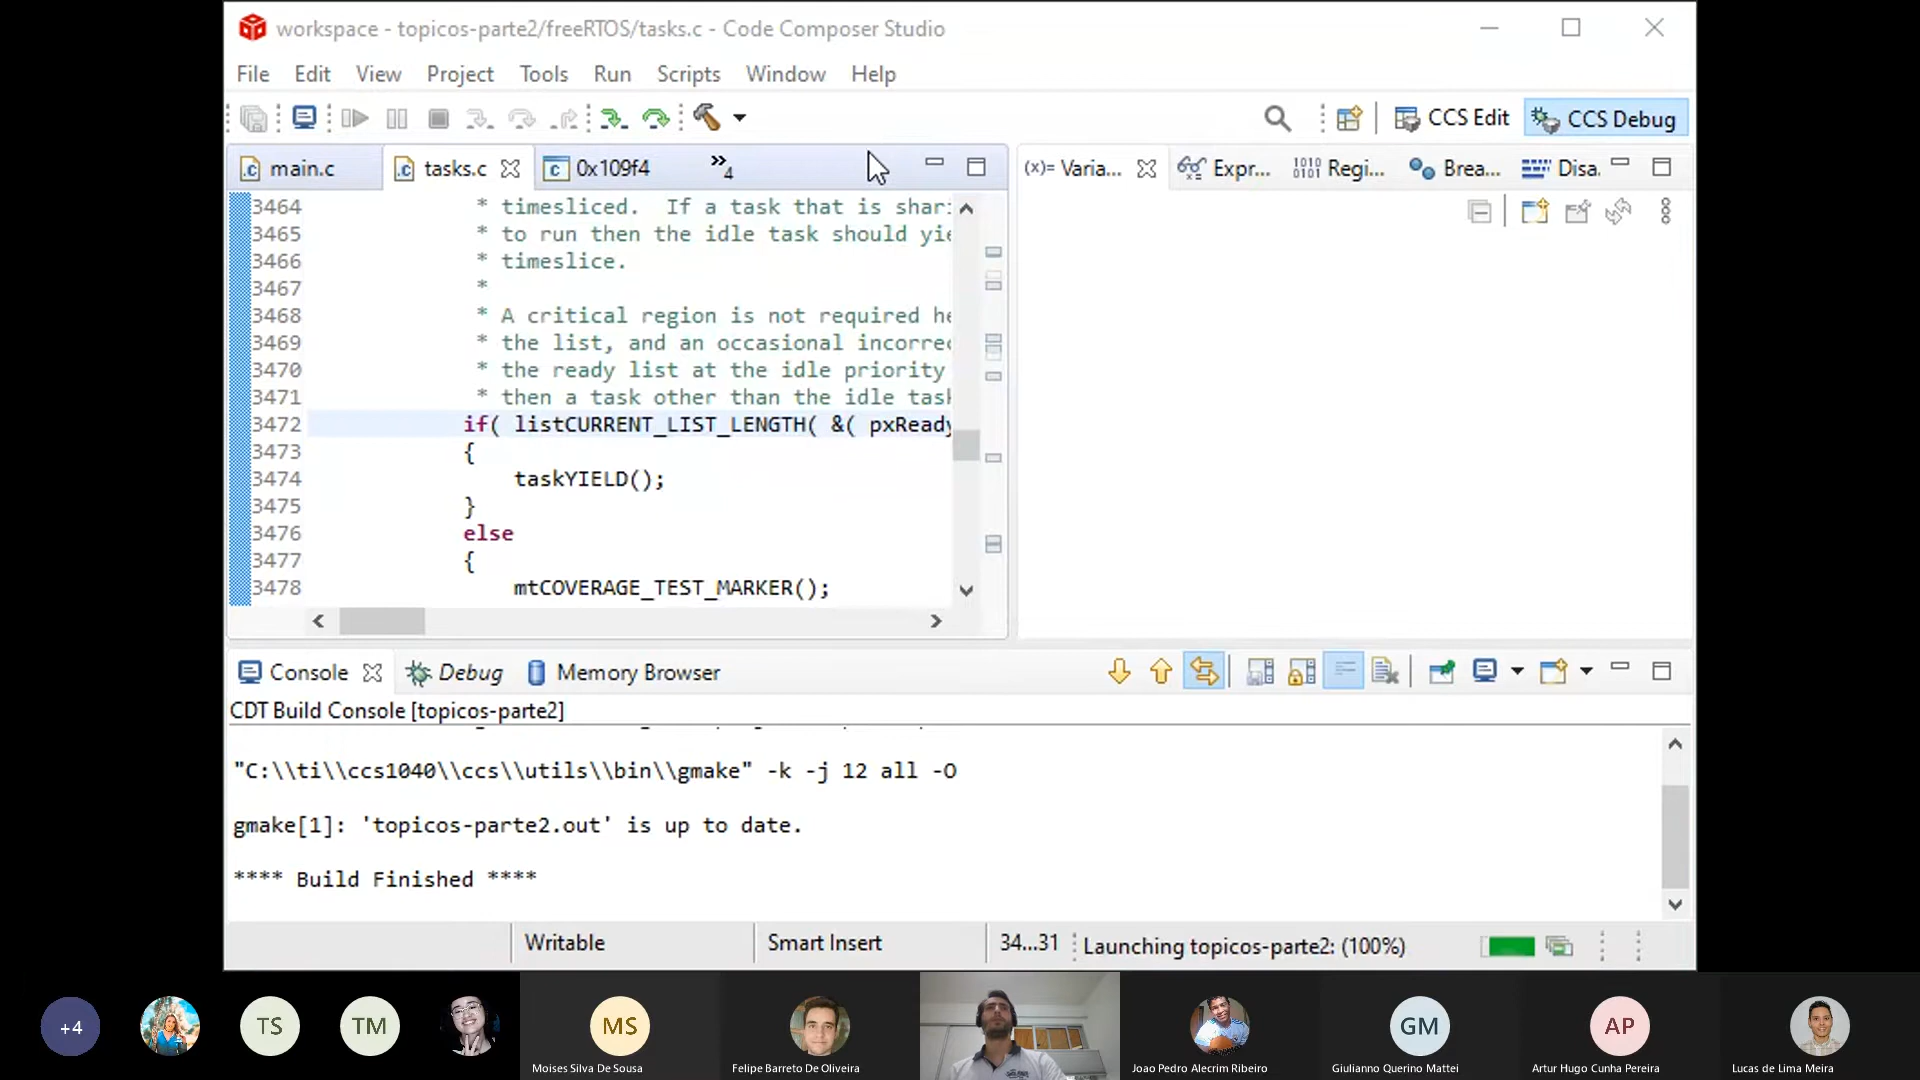 workspace - topicos-parte2/freeRTOS/tasks.c - Code Composer Studio
File Edit View Project Tools Run Scripts Window Help
CCS Edit CCS Debug
main.c tasks.c 0x109f4 »4
(x)= Varia... Expr... Regi... Brea... Disa.
3464 * timesliced. If a task that is
3465 * to run then the idle task should
3466 * timeslice.
3467 *
3468 * A critical region is not required
3469 * the list, and an occasional
3470 * the ready list at the idle priority
3471 * then a task other than the idle
3472 if( listCURRENT_LIST_LENGTH( &(
3473 {
3474 taskYIELD();
3475 }
3476 else
3477 {
3478 mtCOVERAGE_TEST_MARKER();
Console Debug Memory Browser
CDT Build Console [topicos-parte2]
"C:\\ti\\ccs1040\\ccs\\utils\\bin\\gmake" -k -j 12 all -O
gmake[1]: 'topicos-parte2.out' is up to date.
**** Build Finished ****
Writable Smart Insert 34...31 Launching topicos-parte2: (100%)
+4 TS TM MS GM AP
Moises Silva De Sousa Felipe Barreto De Oliveira Joao Pedro Alecrim Ribeiro Giulianno Querino Mattei Artur Hugo Cunha Pereira Lucas de Lima Meira